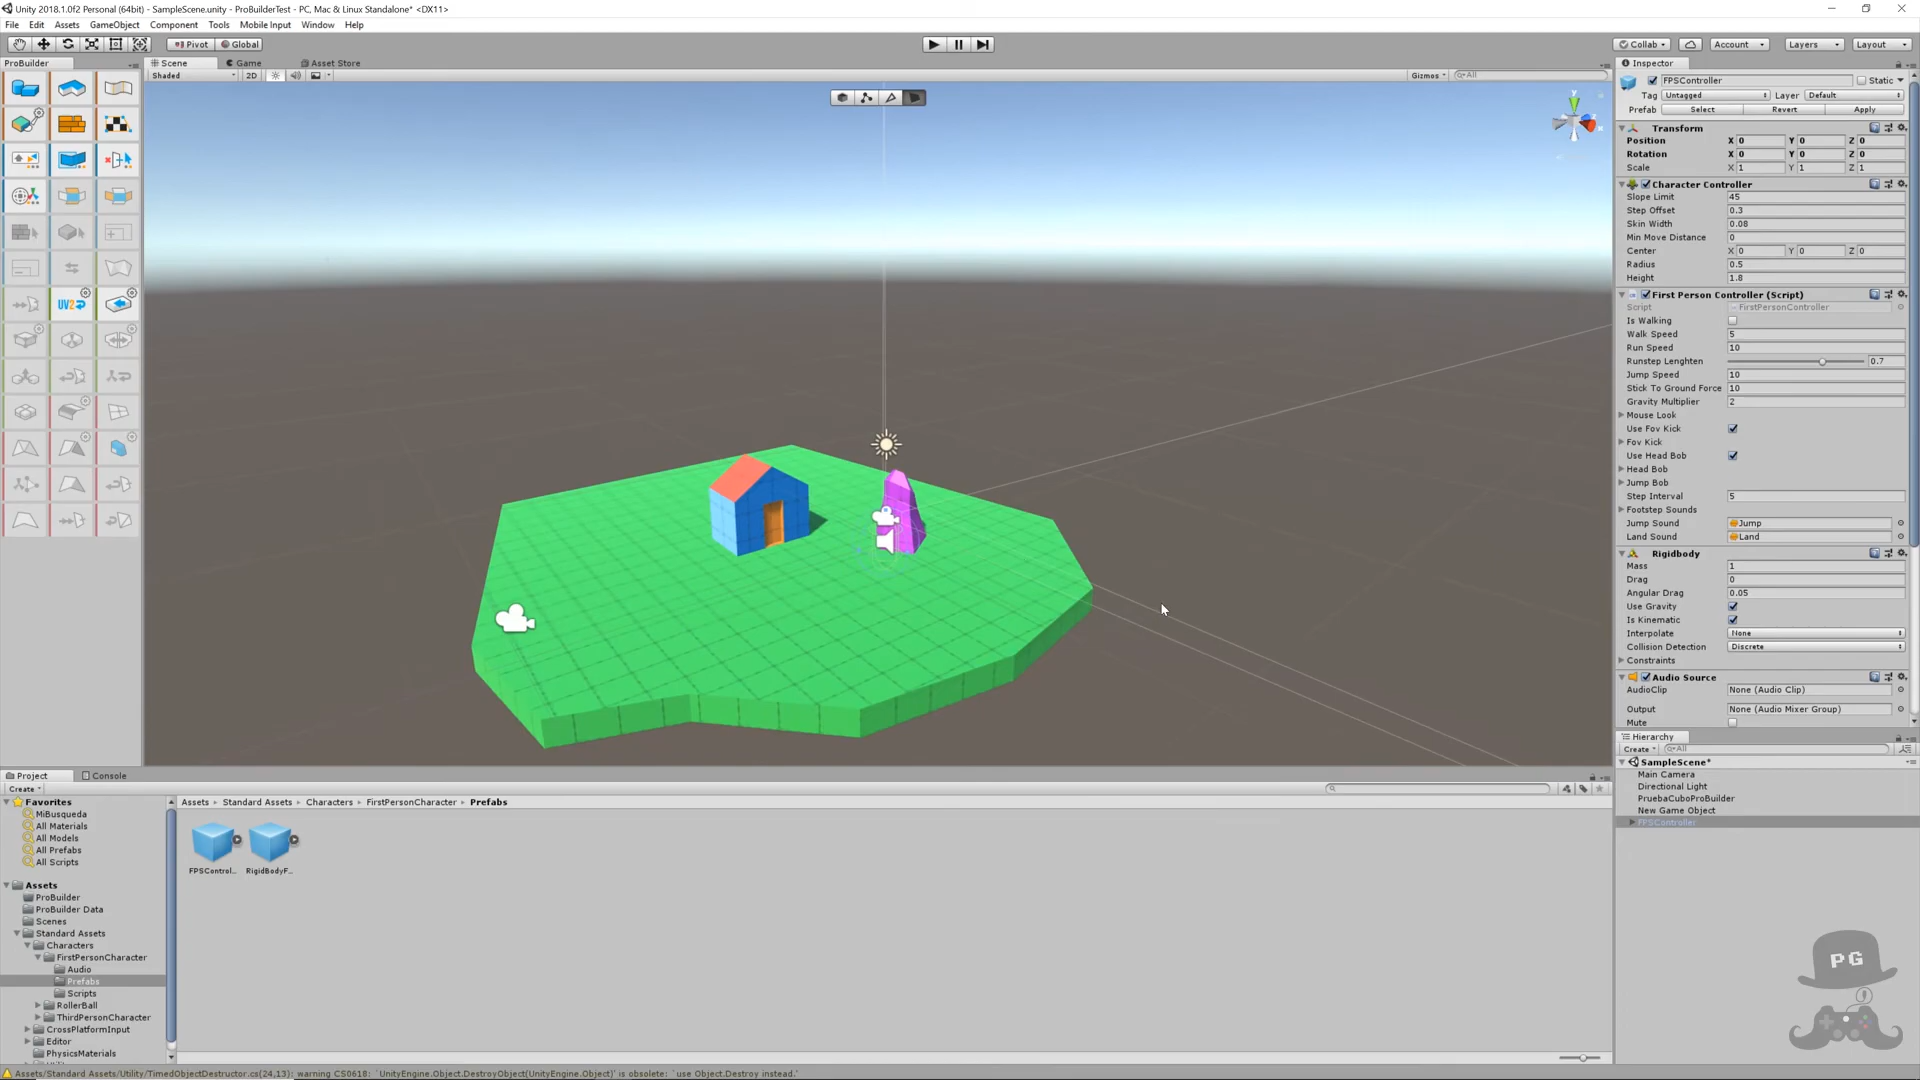 Unity 2018.1.0f2 Personal (64bit) - SampleScene.unity - ProBuilderTest - PC, Mac & Linux Standalone* <DX11>
File Edit Assets GameObject Component Tools Mobile Input Window Help
Pivot Global Collab Account Layers Layout
ProBuilder Scene Game Asset Store Inspector
Shaded 2D Gizmos All
FPSController Static
Tag Untagged Layer Default
Prefab Select Revert Apply
Transform
Position X 0 Y 0 Z 0
Rotation X 0 Y 0 Z 0
Scale X 1 Y 1 Z 1
Character Controller
Slope Limit 45
Step Offset 0.3
Skin Width 0.08
Min Move Distance 0
Center X 0 Y 0 Z 0
Radius 0.5
Height 1.8
First Person Controller (Script)
Script FirstPersonController
Is Walking
Walk Speed 5
Run Speed 10
Runstep Lenghten 0.7
Jump Speed 10
Stick To Ground Force 10
Gravity Multiplier 2
Mouse Look
Use Fov Kick
Fov Kick
Use Head Bob
Head Bob
Jump Bob
Step Interval 5
Footstep Sounds
Jump Sound Jump
Land Sound Land
Rigidbody
Mass 1
Drag 0
Angular Drag 0.05
Use Gravity
Is Kinematic
Interpolate None
Collision Detection Discrete
Constraints
Audio Source
AudioClip None (Audio Clip)
Output None (Audio Mixer Group)
Mute
Hierarchy
Create All
SampleScene*
Main Camera
Directional Light
PruebaCuboProBuilder
New Game Object
FPSController
UV2
y
Project Console
Create
Favorites
MiBusqueda
All Materials
All Models
All Prefabs
All Scripts
Assets
ProBuilder
ProBuilder Data
Scenes
Standard Assets
Characters
FirstPersonCharacter
Audio
Prefabs
Scripts
RollerBall
ThirdPersonCharacter
CrossPlatformInput
Editor
PhysicsMaterials
Assets Standard Assets Characters FirstPersonCharacter Prefabs
FPSControl... RigidBodyF...
PG
Assets/Standard Assets/Utility/TimedObjectDestructor.cs(24,13): warning CS0618: `UnityEngine.Object.DestroyObject(UnityEngine.Object)' is obsolete: `use Object.Destroy instead.'